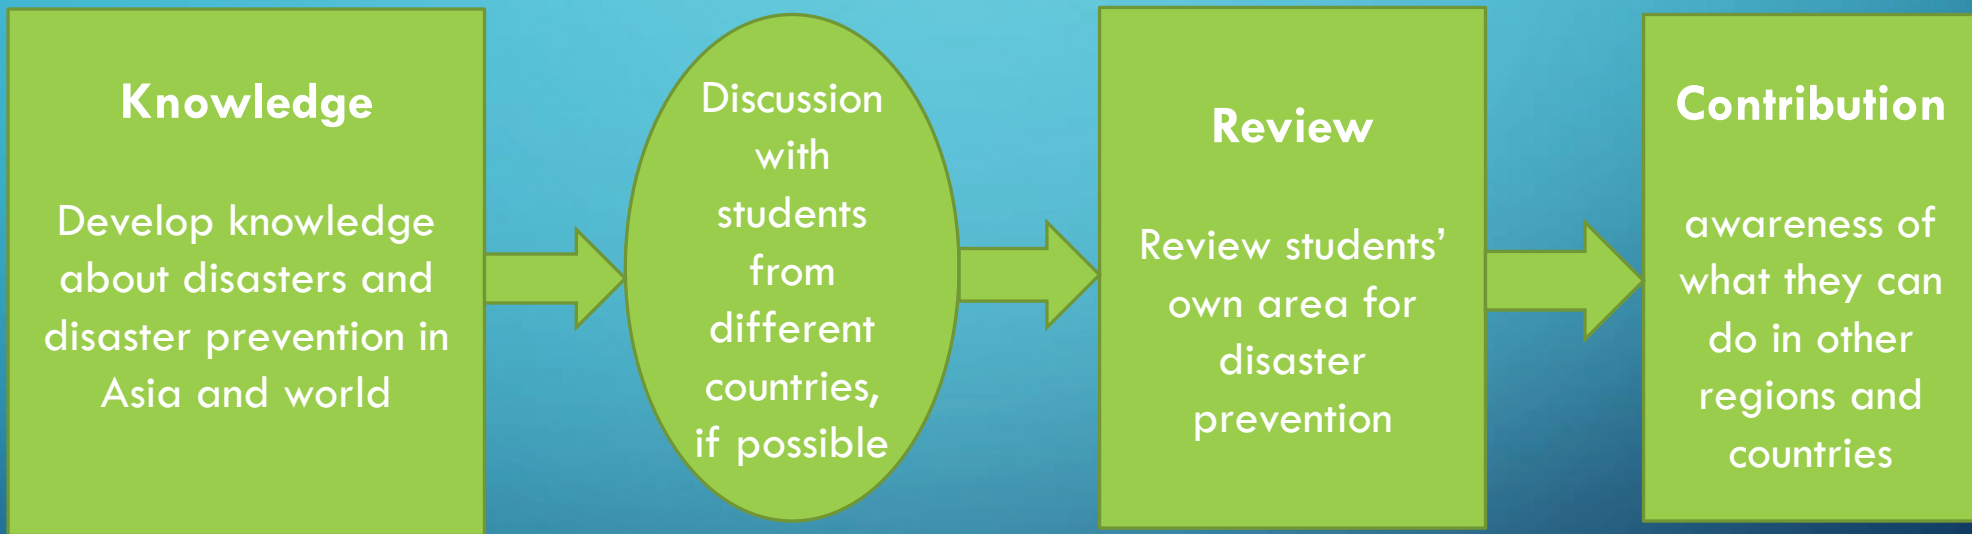 Knowledge
Develop knowledge
about disasters and
disaster prevention in
Asia and world
Discussion
with
students
from
different
countries,
if possible
Review
Review students’
own area for
disaster
prevention
Contribution
awareness of
what they can
do in other
regions and
countries